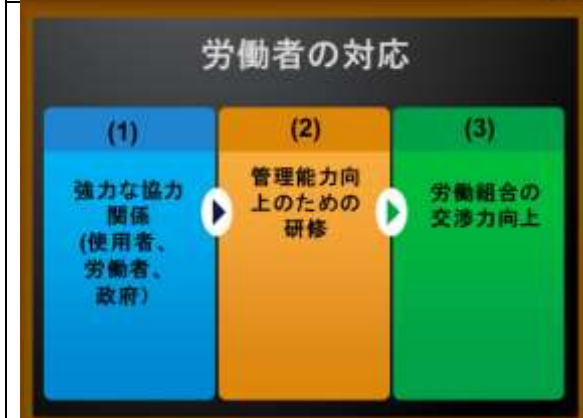 労働者の対応
(1)
強力な協力
関係
(使用者、
労働者、
政府）
(2)
管理能力向
上のための
研修
(3)
労働組合の
交渉力向上